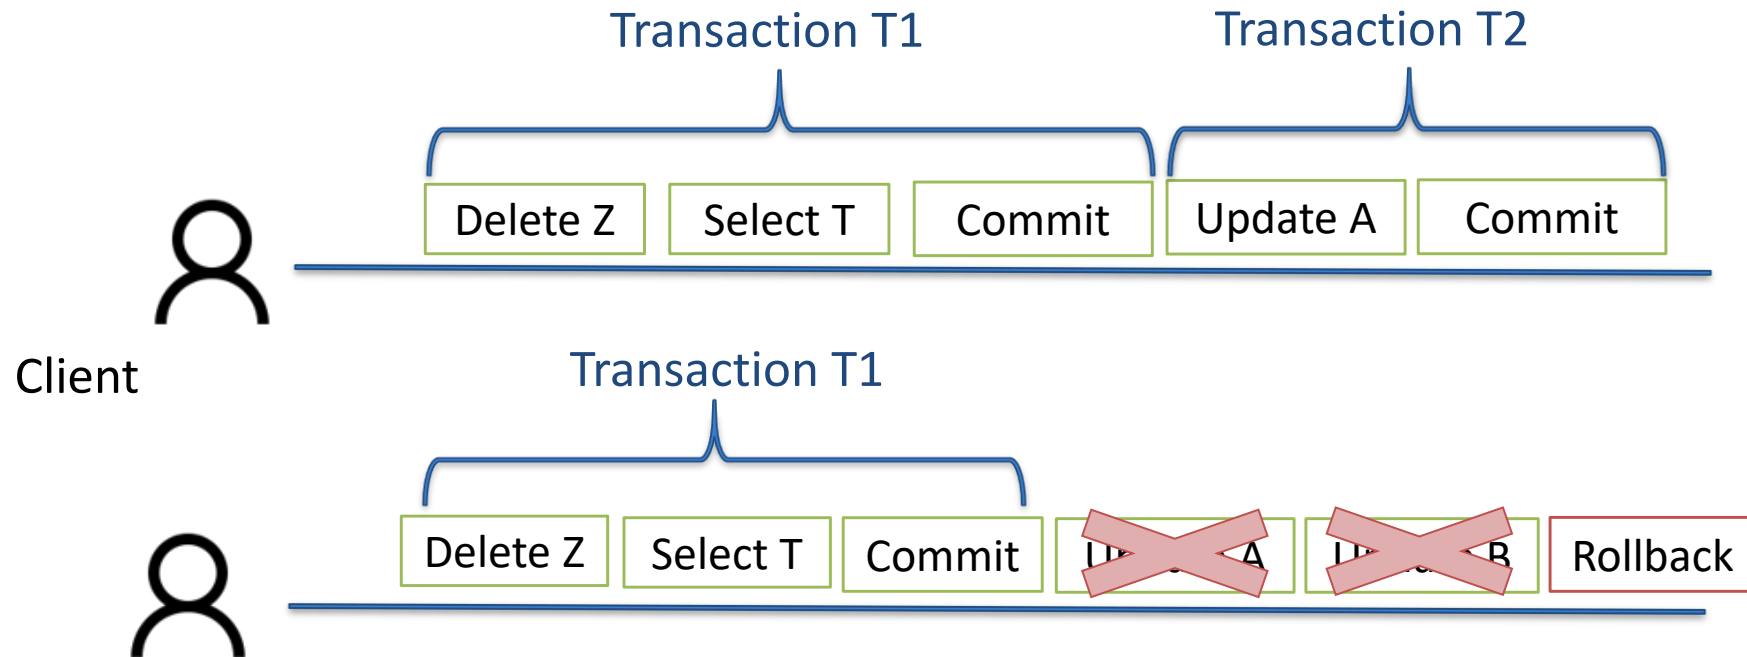 Transaction T1
Transaction T2
Delete Z
Select T
Commit
Update A
Commit
Client
Transaction T1
Delete Z
Select T
Commit
A
B
Rollback